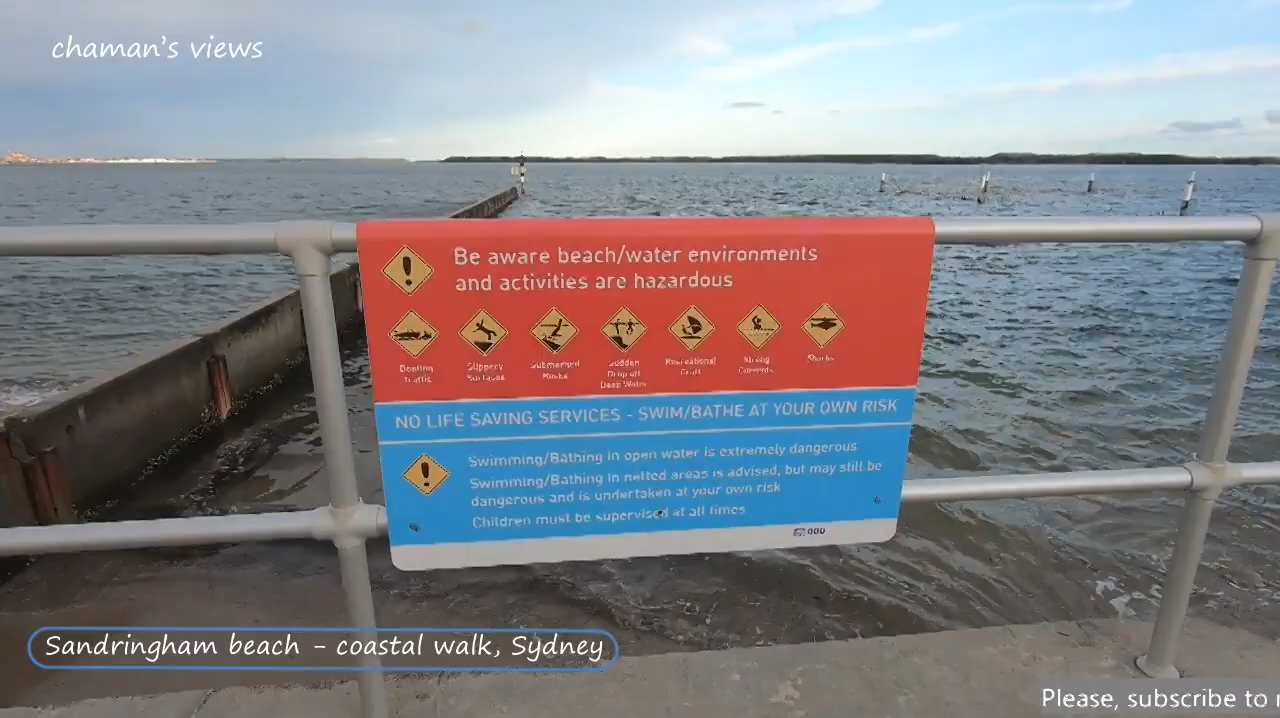 chaman's views
Be aware beach/water environments
and activities are hazardous
Boating
Traffic
Slippery
Surfaces
Submerged
Rocks
Sudden
Drop off
Deep Water
Recreational
Craft
Strong
Currents
Sharks
NO LIFE SAVING SERVICES - SWIM/BATHE AT YOUR OWN RISK
Swimming/Bathing in open water is extremely dangerous
Swimming/Bathing in netted areas is advised, but may still be
dangerous and is undertaken at your own risk
Children must be supervised at all times
000
Sandringham beach - coastal walk, Sydney
Please, subscribe to